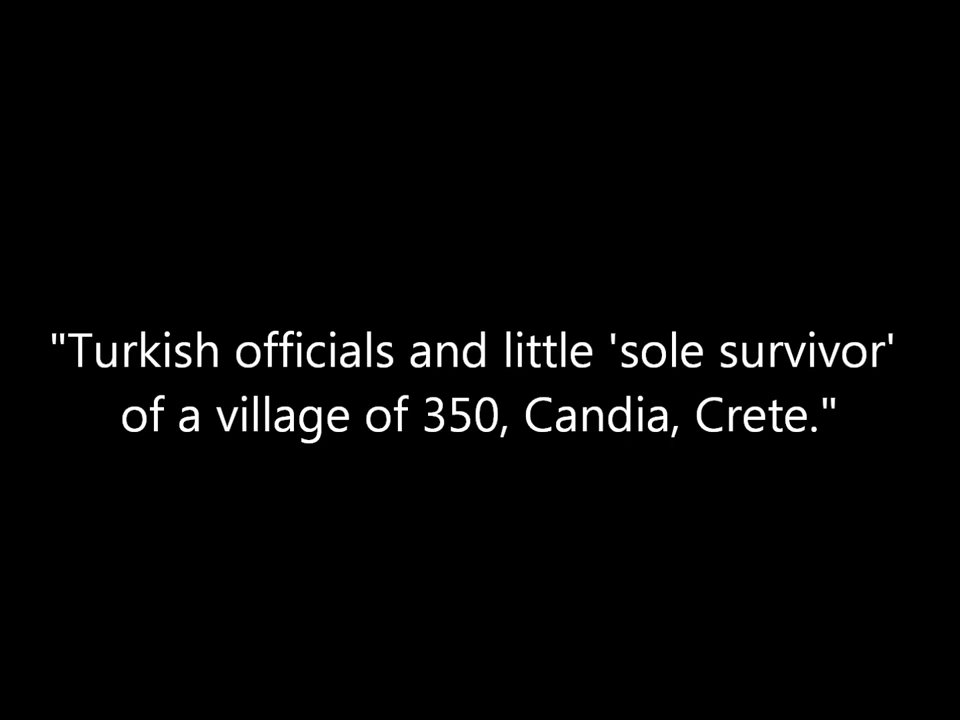 "Turkish officials and little 'sole survivor'
of a village of 350, Candia, Crete."